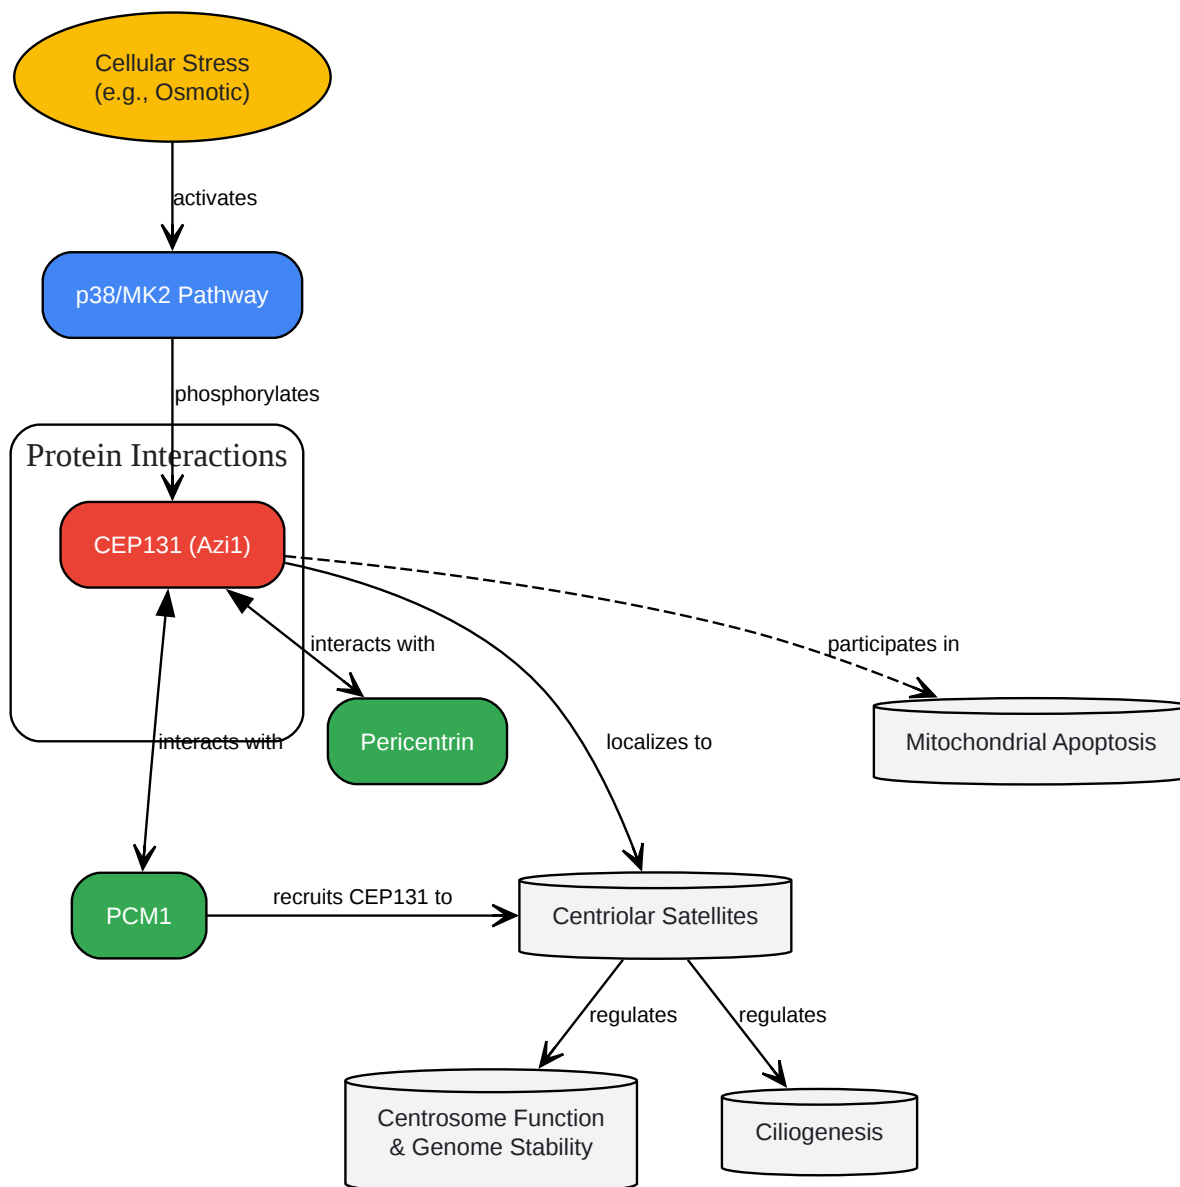 Cellular Stress
(e.g., Osmotic)
activates
p38/MK2 Pathway
phosphorylates
Protein Interactions
CEP131 (Azi1)
interacts with
participates in
interacts with
Pericentrin
localizes to
Mitochondrial Apoptosis
PCM1
recruits CEP131 to
Centriolar Satellites
regulates
regulates
Centrosome Function
& Genome Stability
Ciliogenesis